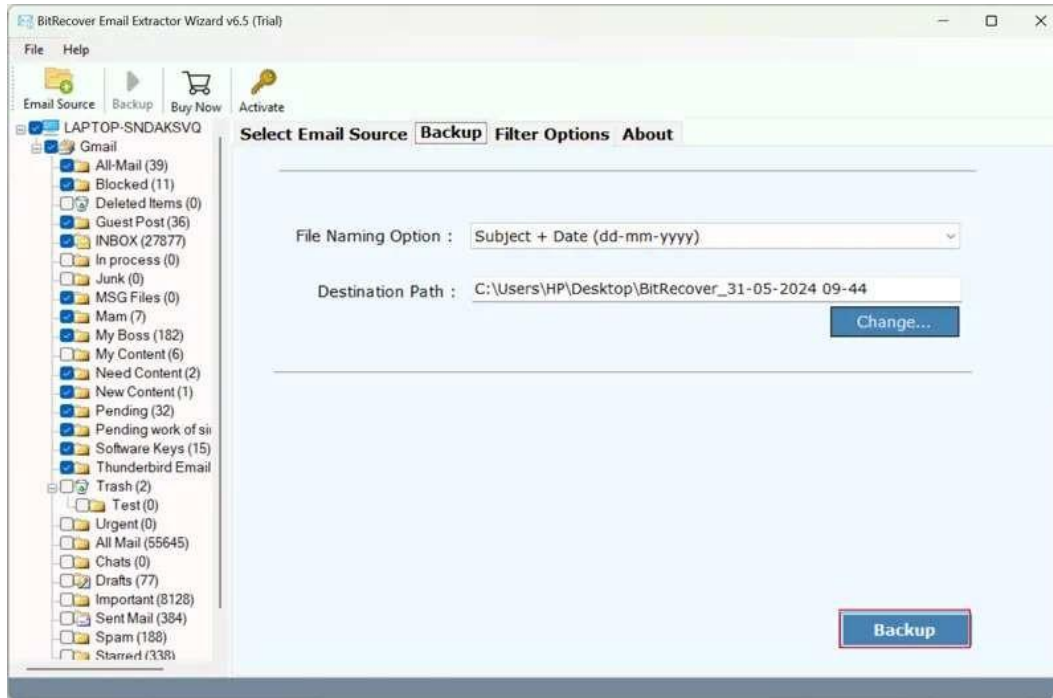 BitRecover Email Extractor Wizard v6.5 (Trial)
File Help
Email Source Backup Buy Now Activate
LAPTOP-SNDAKSVQ
Gmail
All-Mail (39)
Blocked (11)
Deleted Items (0)
Guest Post (36)
INBOX (27877)
In process (0)
Junk (0)
MSG Files (0)
Mam (7)
My Boss (182)
My Content (6)
Need Content (2)
New Content (1)
Pending (32)
Pending work of
Software Keys (15)
Thunderbird Email
Trash (2)
Test (0)
Urgent (0)
All Mail (55645)
Chats (0)
Drafts (77)
Important (8128)
Sent Mail (384)
Spam (188)
Starred (338)
Select Email Source Backup Filter Options About
File Naming Option : Subject + Date (dd-mm-yyyy)
Destination Path : C:\Users\HP\Desktop\BitRecover_31-05-2024 09-44
Change...
Backup